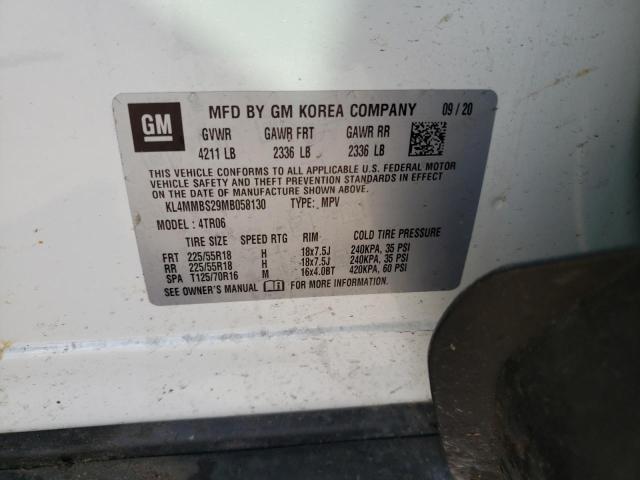 GM
MFD BY GM KOREA COMPANY 09 / 20
GVWR GAWR FRT GAWR RR
4211 LB 2336 LB 2336 LB
THIS VEHICLE CONFORMS TO ALL APPLICABLE U.S. FEDERAL MOTOR
VEHICLE SAFETY AND THEFT PREVENTION STANDARDS IN EFFECT
ON THE DATE OF MANUFACTURE SHOWN ABOVE.
KL4MMBS29MB058130 TYPE: MPV
MODEL : 4TR06
TIRE SIZE SPEED RTG RIM COLD TIRE PRESSURE
FRT 225/55R18 H 18x7.5J 240KPA, 35 PSI
RR 225/55R18 H 18x7.5J 240KPA, 35 PSI
SPA T125/70R16 M 16x4.0BT 420KPA, 60 PSI
SEE OWNER'S MANUAL FOR MORE INFORMATION